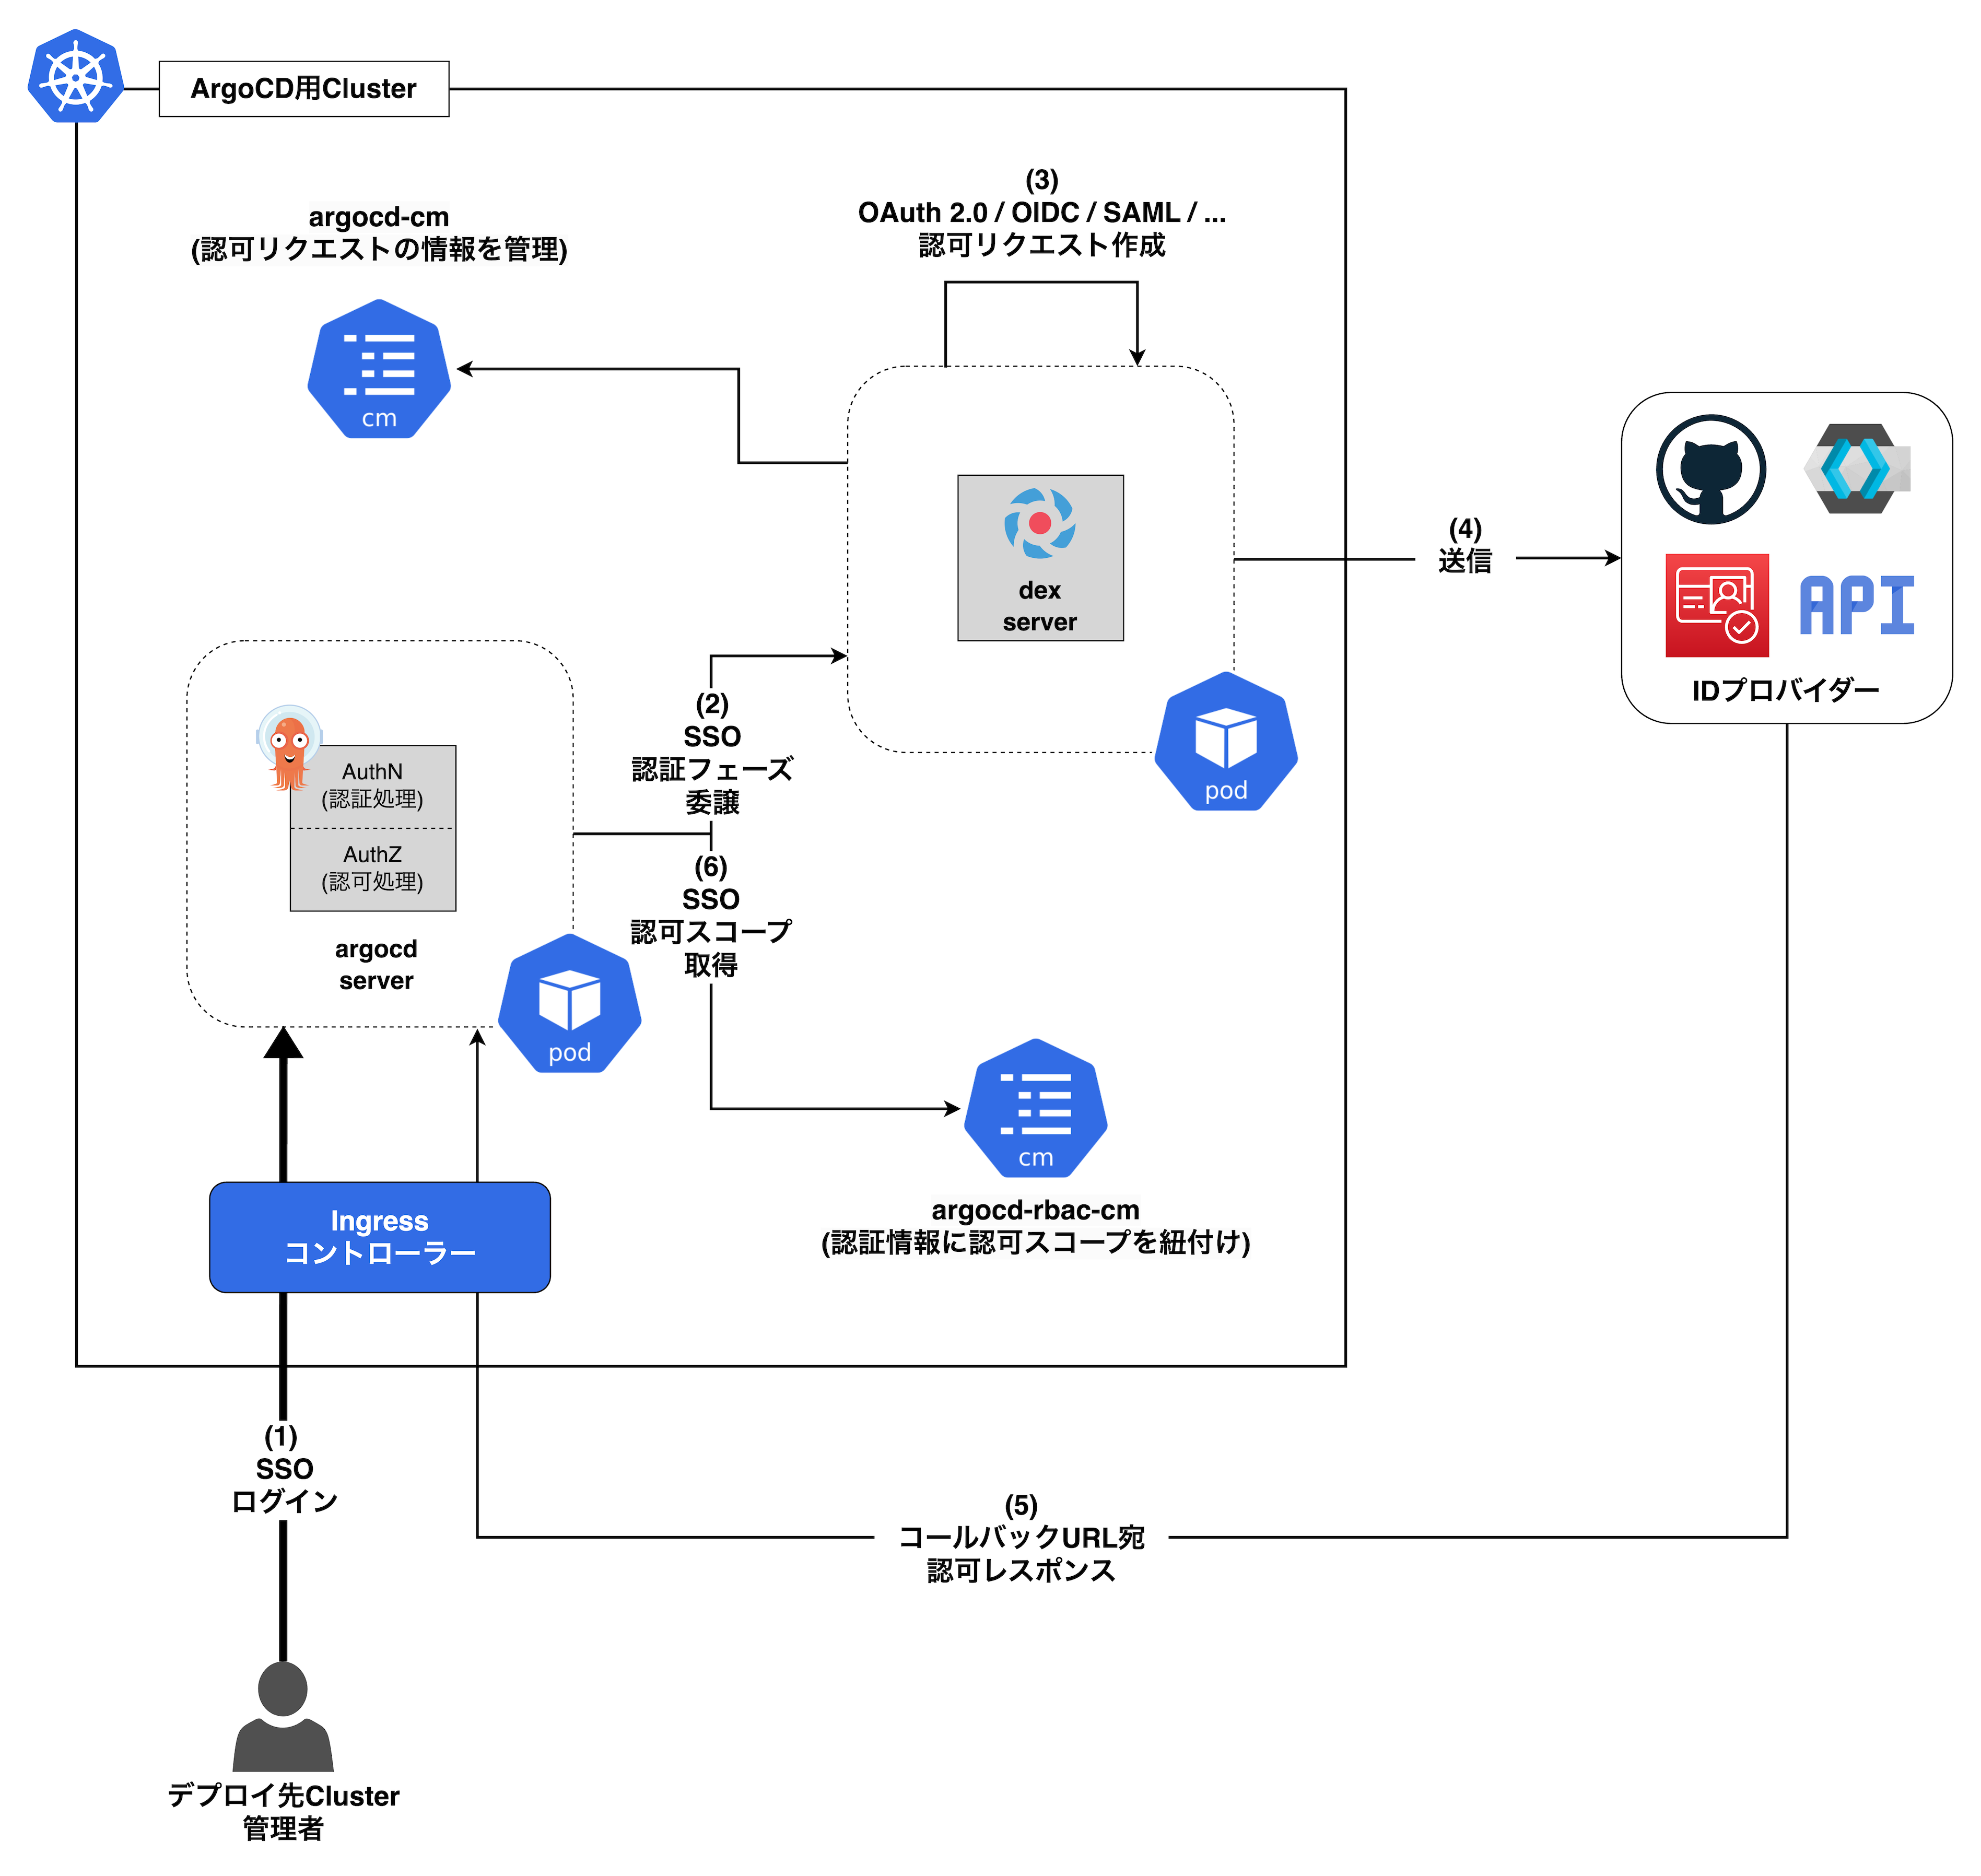 ArgoCD用Cluster
(3)
OAuth 2.0 / OIDC / SAML / ...
認可リクエスト作成
argocd-cm
(認可リクエストの情報を管理)
cm
dex
server
pod
(4)
送信
API
IDプロバイダー
(2)
SSO
認証フェーズ
委譲
AuthN
(認証処理)
AuthZ
(認可処理)
argocd
server
pod
(6)
SSO
認可スコープ
取得
cm
argocd-rbac-cm
(認証情報に認可スコープを紐付け)
Ingress
コントローラー
(1)
SSO
ログイン
(5)
コールバックURL宛
認可レスポンス
デプロイ先Cluster
管理者